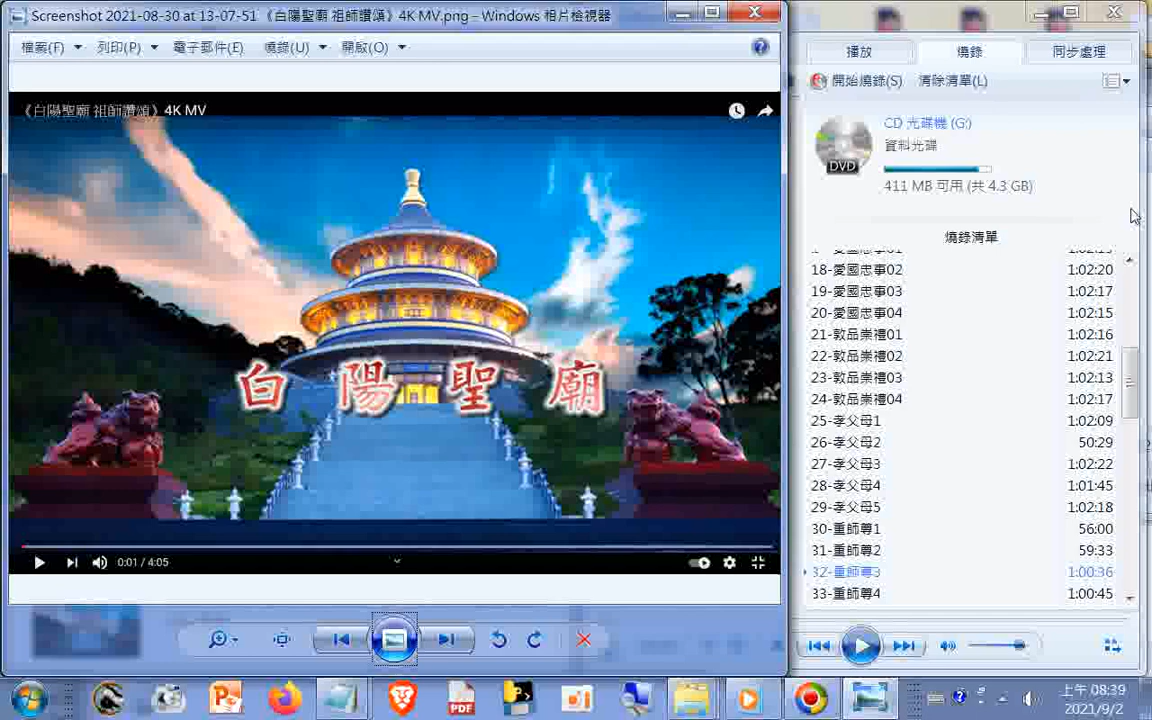 Screenshot 2021-08-30 at 13-07-51 《白陽聖廟 祖師讚頌》4K MV.png – Windows 相片檢視器
檔案(F) 列印(P) 電子郵件(E) 燒錄(U) 開啟(O)
《白陽聖廟 祖師讚頌》4K MV
白陽聖廟
0:01 / 4:05
播放 燒錄 同步處理
開始燒錄(S) 清除清單(L)
CD 光碟機 (G:)
資料光碟
DVD
411 MB 可用 (共 4.3 GB)
燒錄清單
18-愛國忠事02 1:02:20
19-愛國忠事03 1:02:17
20-愛國忠事04 1:02:15
21-敦品崇禮01 1:02:16
22-敦品崇禮02 1:02:21
23-敦品崇禮03 1:02:13
24-敦品崇禮04 1:02:17
25-孝父母1 1:02:09
26-孝父母2 50:29
27-孝父母3 1:02:22
28-孝父母4 1:01:45
29-孝父母5 1:02:18
30-重師尊1 56:00
31-重師尊2 59:33
32-重師尊3 1:00:36
33-重師尊4 1:00:45
PDF
上午 08:39
2021/9/2